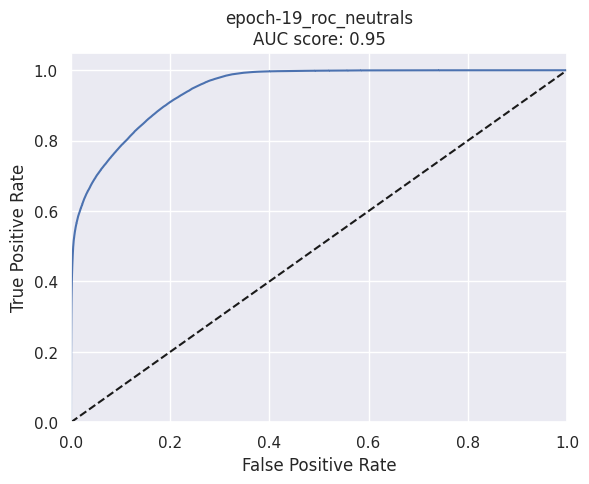 epoch-19_roc_neutrals
AUC score: 0.95
1.0
0.8
0.6
0.4
0.2
0.0
True Positive Rate
0.0 0.2 0.4 0.6 0.8 1.0
False Positive Rate